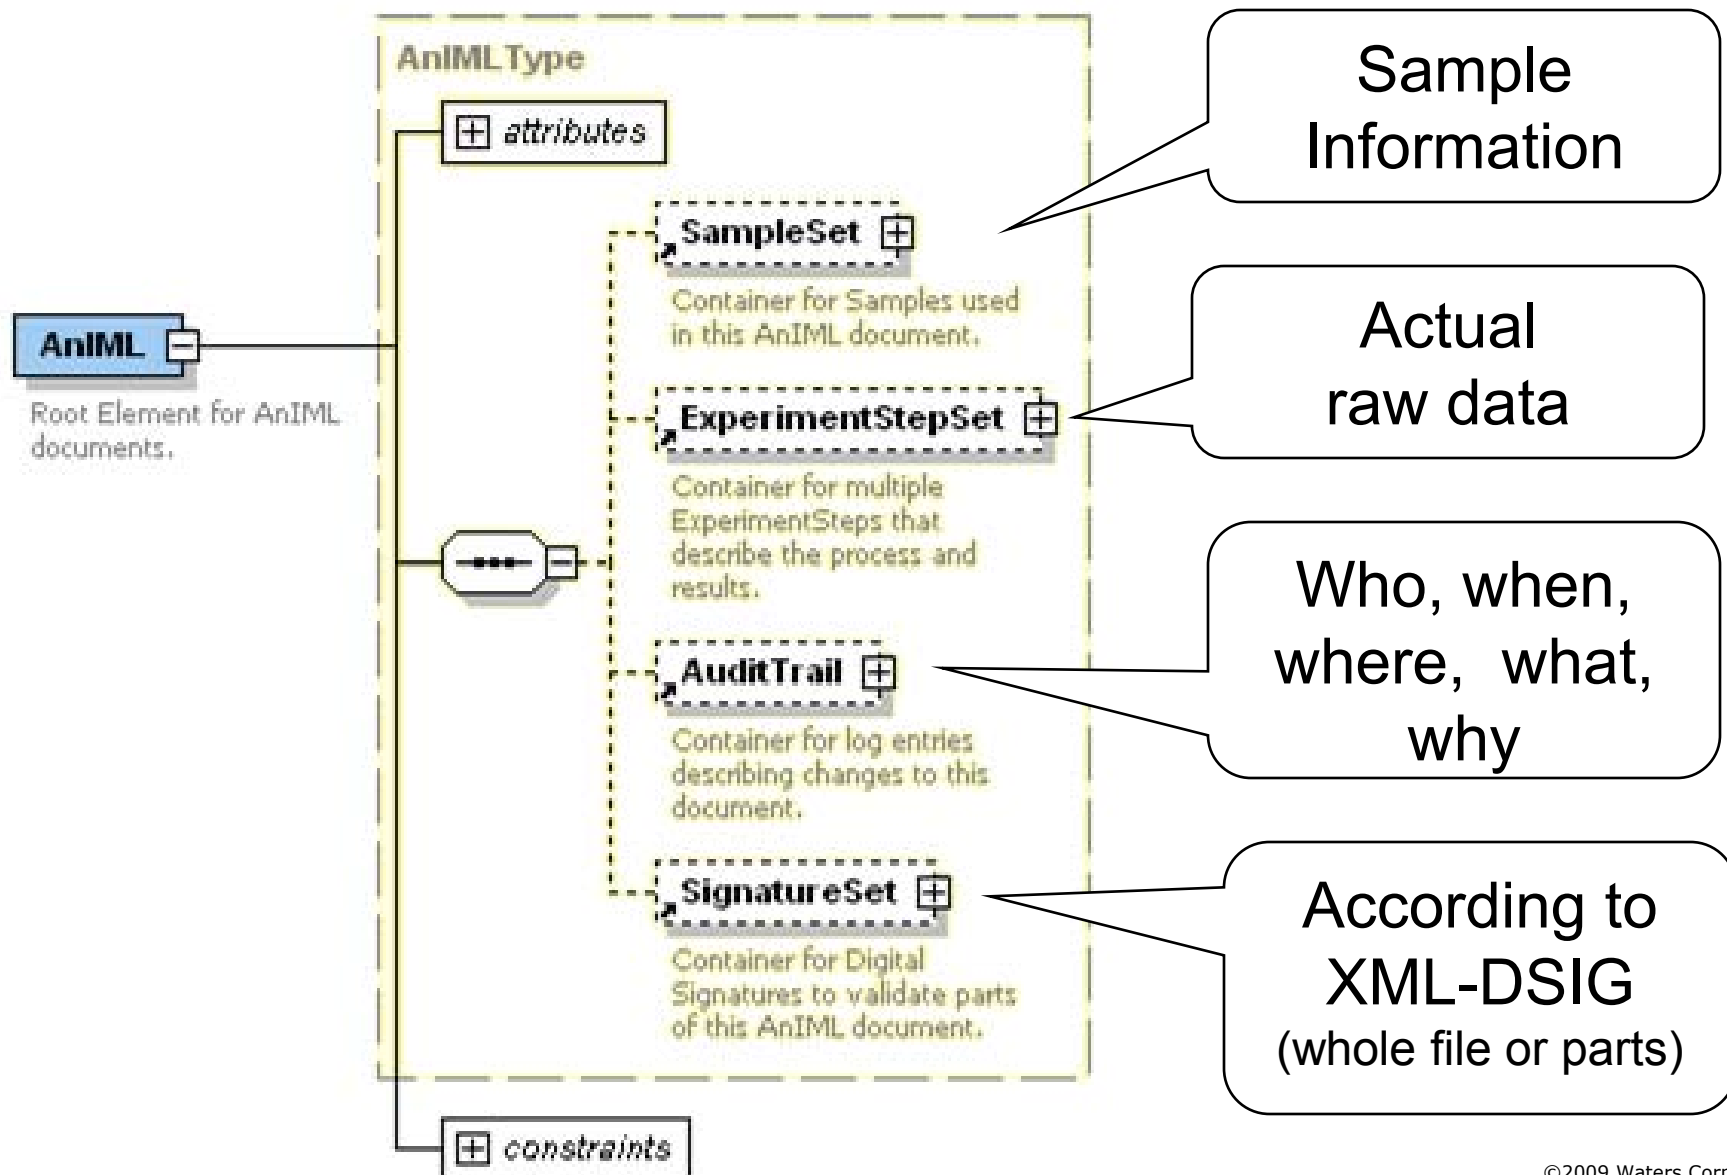 AnIMLType
attributes
Sample
Information
SampleSet
Container for Samples used
in this AnIML document.
AnIML
Root Element for AnIML
documents.
Actual
raw data
ExperimentStepSet
Container for multiple
ExperimentSteps that
describe the process and
results.
Who, when,
where, what,
why
AuditTrail
Container for log entries
describing changes to this
document.
SignatureSet
Container for Digital
Signatures to validate parts
of this AnIML document.
According to
XML-DSIG
(whole file or parts)
constraints
©2009 Waters Corp